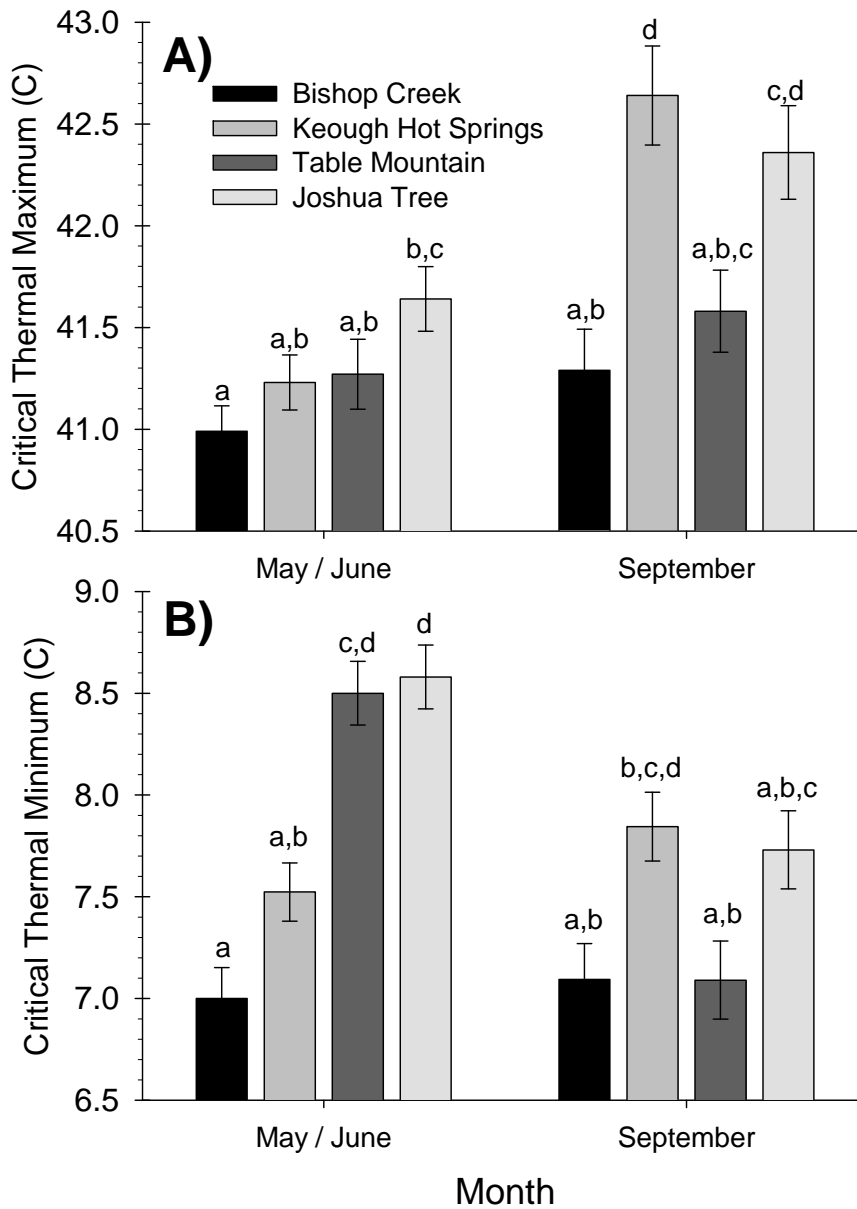 A)
Critical Thermal Maximum (C)
43.0
42.5
42.0
41.5
41.0
40.5
Bishop Creek
Keough Hot Springs
Table Mountain
Joshua Tree
a
a,b
a,b
b,c
a,b
d
a,b,c
c,d
May / June
September
B)
Critical Thermal Minimum (C)
9.0
8.5
8.0
7.5
7.0
6.5
a
a,b
c,d
d
a,b
b,c,d
a,b
a,b,c
May / June
September
Month